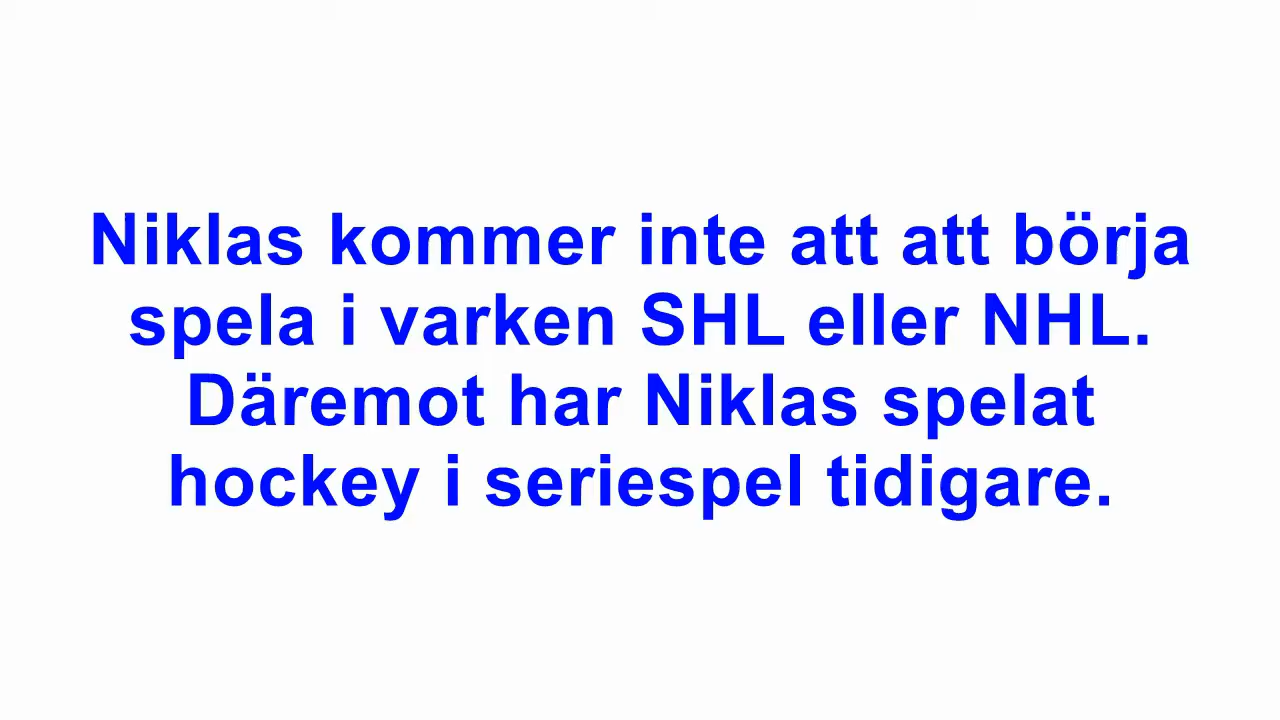 Niklas kommer inte att att börja
spela i varken SHL eller NHL.
Däremot har Niklas spelat
hockey i seriespel tidigare.